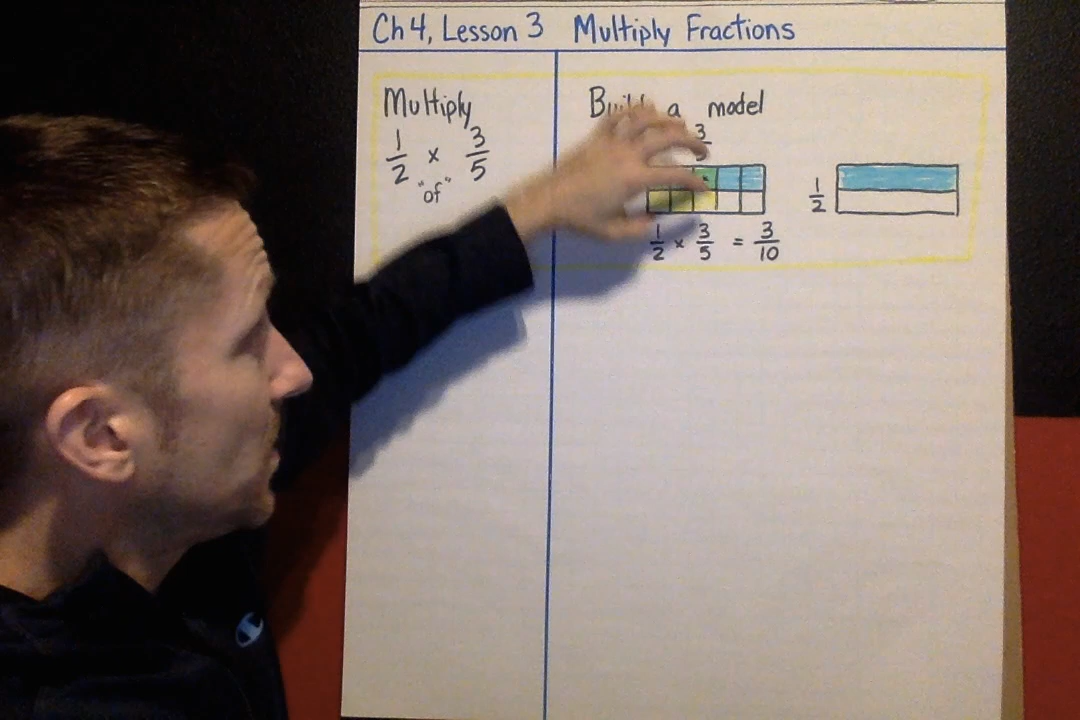 Ch 4, Lesson 3 Multiply Fractions
Multiply
1/2 × 3/5
"of"
a model
3
1/2
1/2 × 3/5 = 3/10